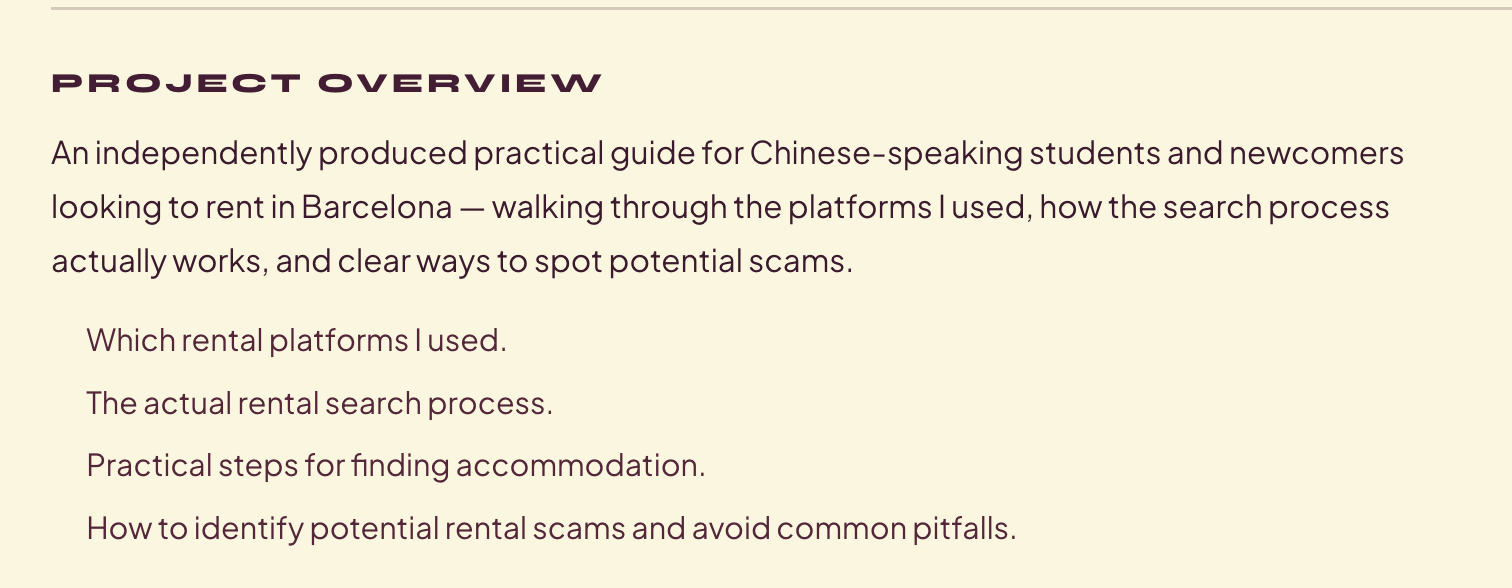 PROJECT OVERVIEW
An independently produced practical guide for Chinese-speaking students and newcomers
looking to rent in Barcelona — walking through the platforms I used, how the search process
actually works, and clear ways to spot potential scams.
Which rental platforms I used.
The actual rental search process.
Practical steps for finding accommodation.
How to identify potential rental scams and avoid common pitfalls.